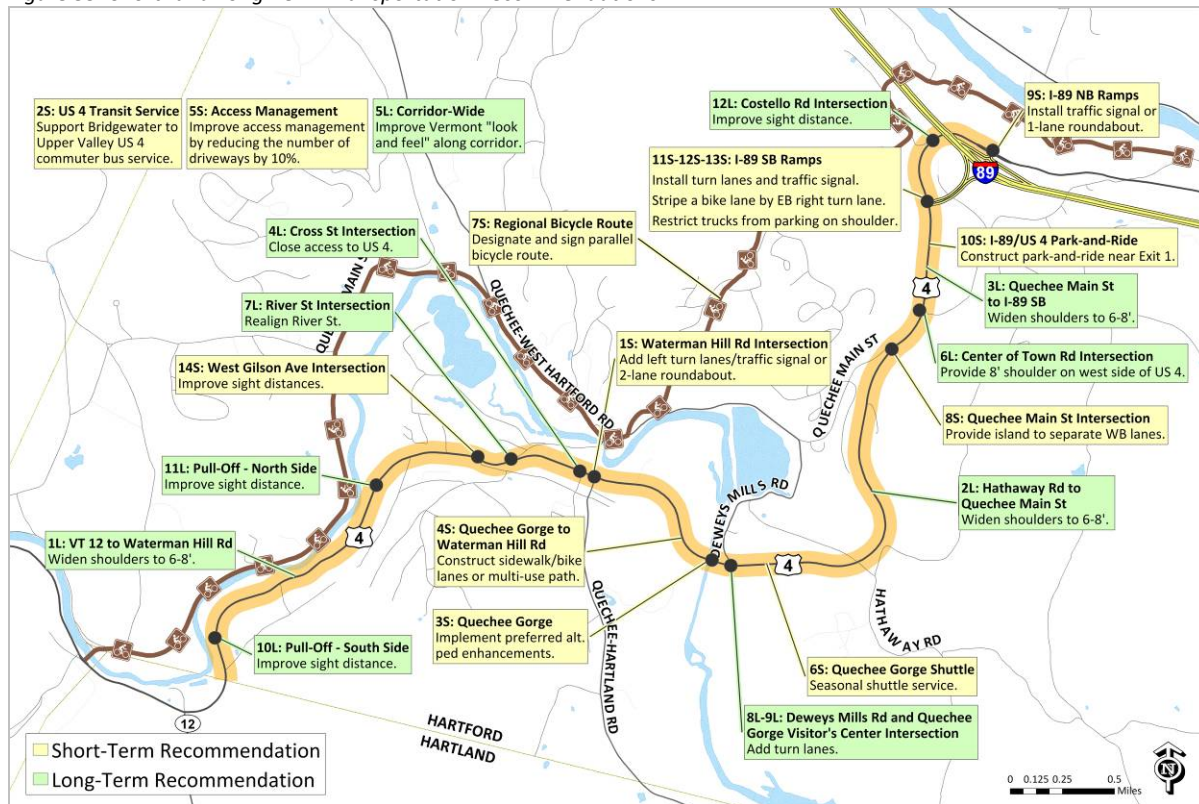 2S: US 4 Transit Service
Support Bridgewater to
Upper Valley US 4
commuter bus service.
5S: Access Management
Improve access management
by reducing the number of
driveways by 10%.
5L: Corridor-Wide
Improve Vermont "look
and feel" along corridor.
12L: Costello Rd Intersection
Improve sight distance.
9S: I-89 NB Ramps
Install traffic signal or
1-lane roundabout.
89
11S-12S-13S: I-89 SB Ramps
Install turn lanes and traffic signal.
Stripe a bike lane by EB right turn lane.
Restrict trucks from parking on shoulder.
4L: Cross St Intersection
Close access to US 4.
7S: Regional Bicycle Route
Designate and sign parallel
bicycle route.
10S: I-89/US 4 Park-and-Ride
Construct park-and-ride near Exit 1.
4
3L: Quechee Main St
to I-89 SB
Widen shoulders to 6-8'.
7L: River St Intersection
Realign River St.
QUECHEE-WEST HARTFORD RD
1S: Waterman Hill Rd Intersection
Add left turn lanes/traffic signal or
2-lane roundabout.
QUECHEE MAIN ST
6L: Center of Town Rd Intersection
Provide 8' shoulder on west side of US 4.
14S: West Gilson Ave Intersection
Improve sight distances.
8S: Quechee Main St Intersection
Provide island to separate WB lanes.
11L: Pull-Off - North Side
Improve sight distance.
DEWEYS MILLS RD
2L: Hathaway Rd to
Quechee Main St
Widen shoulders to 6-8'.
4
4S: Quechee Gorge to
Waterman Hill Rd
Construct sidewalk/bike
lanes or multi-use path.
1L: VT 12 to Waterman Hill Rd
Widen shoulders to 6-8'.
4
QUECHEE-HARTLAND RD
HATHAWAY RD
3S: Quechee Gorge
Implement preferred alt.
ped enhancements.
10L: Pull-Off - South Side
Improve sight distance.
6S: Quechee Gorge Shuttle
Seasonal shuttle service.
12
HARTFORD
HARTLAND
8L-9L: Deweys Mills Rd and Quechee
Gorge Visitor's Center Intersection
Add turn lanes.
Short-Term Recommendation
Long-Term Recommendation
0 0.125 0.25 0.5
Miles
N